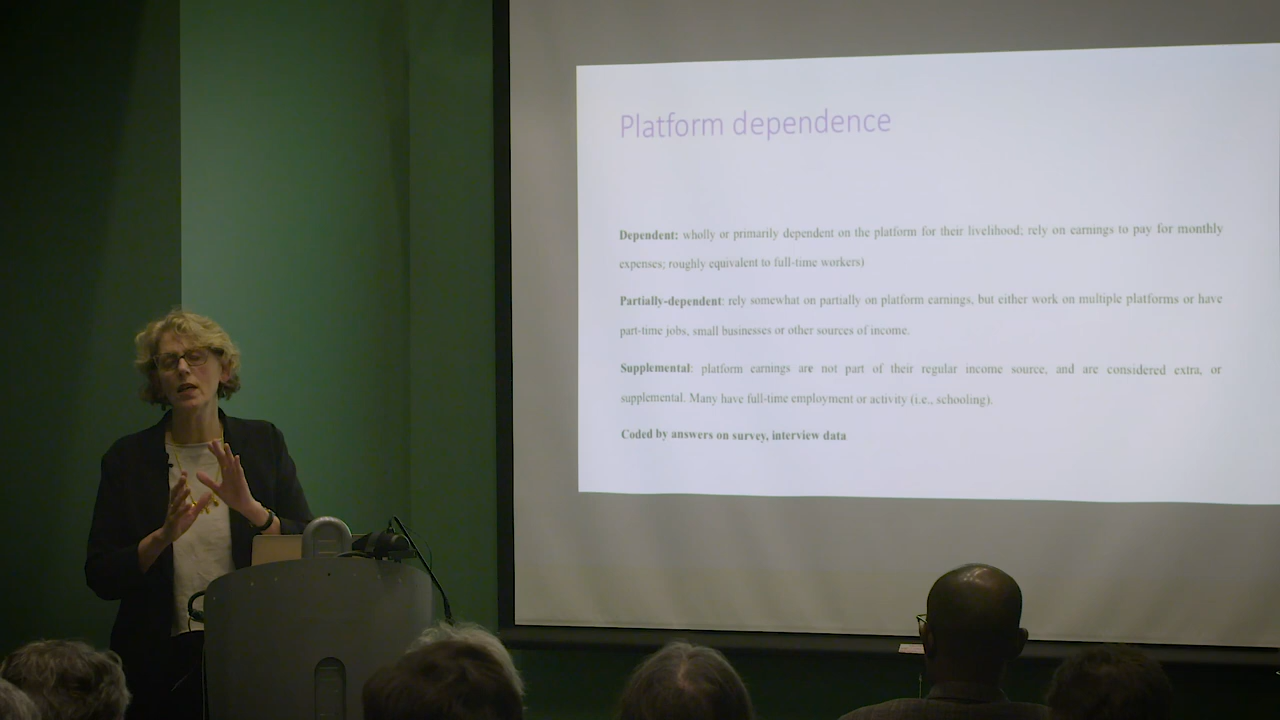 Platform dependence
Dependent: wholly or primarily dependent on the platform for their livelihood; rely on earnings to pay for monthly
expenses; roughly equivalent to full-time workers)
Partially-dependent: rely somewhat on partially on platform earnings, but either work on multiple platforms or have
part-time jobs, small businesses or other sources of income.
Supplemental: platform earnings are not part of their regular income source, and are considered extra, or
supplemental. Many have full-time employment or activity (i.e., schooling).
Coded by answers on survey, interview data